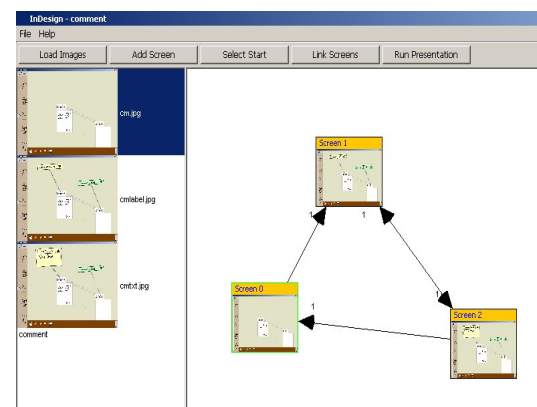 InDesign - comment
File Help
Load Images Add Screen Select Start Link Screens Run Presentation
cm.jpg
cmlabel.jpg
cmtxt.jpg
comment
Screen 1
1 1
1
Screen 0
1
Screen 2